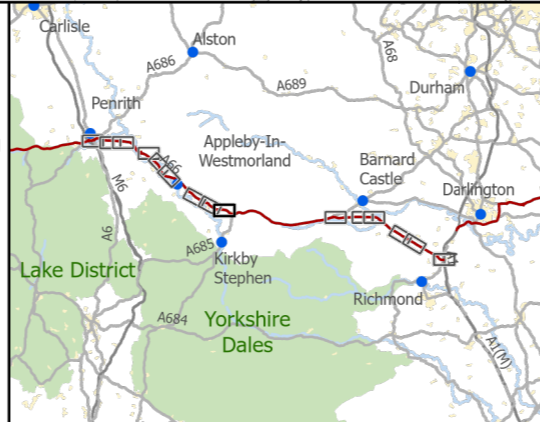 Carlisle
Alston
A686
A68
A689
Durham
Penrith
Appleby-In-
Westmorland
A66
Barnard
Castle
Darlington
M6
A6
A685
Kirkby
Stephen
Lake District
Richmond
A684
Yorkshire
Dales
A1(M)